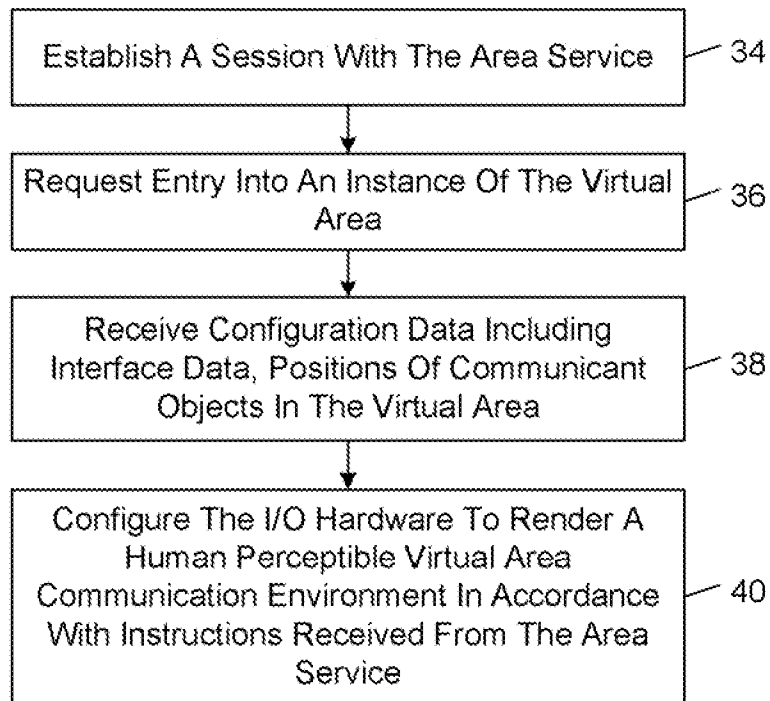 Establish A Session With The Area Service
34
Request Entry Into An Instance Of The Virtual
Area
36
Receive Configuration Data Including
Interface Data, Positions Of Communicant
Objects In The Virtual Area
38
Configure The I/O Hardware To Render A
Human Perceptible Virtual Area
Communication Environment In Accordance
With Instructions Received From The Area
Service
40